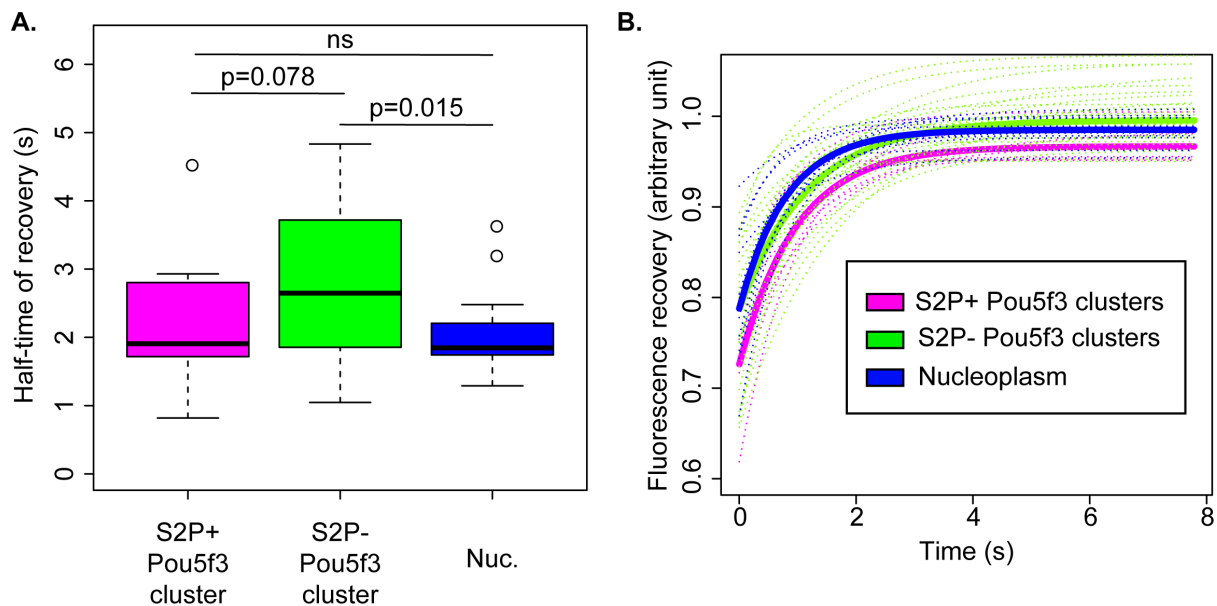 A.
ns
p=0.078
p=0.015
Half-time of recovery (s)
0
1
2
3
4
5
6
S2P+
Pou5f3
cluster
S2P-
Pou5f3
cluster
Nuc.
B.
Fluorescence recovery (arbitrary unit)
0.6
0.7
0.8
0.9
1.0
S2P+ Pou5f3 clusters
S2P- Pou5f3 clusters
Nucleoplasm
0
2
4
6
8
Time (s)